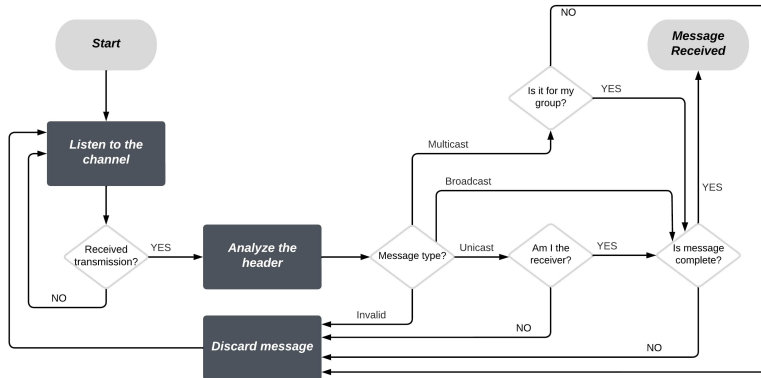 NO
Start
Message
Received
Is it for my
group?
YES
Listen to the
channel
Multicast
Broadcast
YES
Received
transmission?
YES
Analyze the
header
Message type?
Unicast
Am I the
receiver?
YES
Is message
complete?
NO
Invalid
NO
Discard message
NO